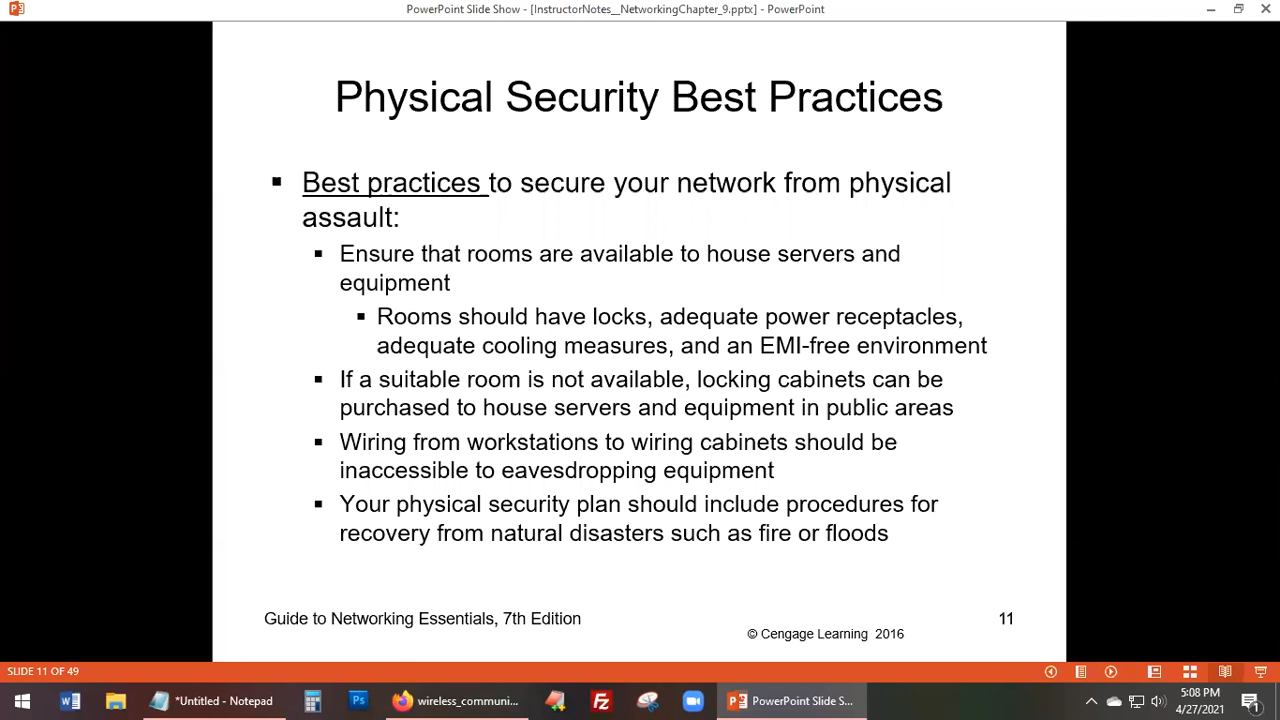 PowerPoint Slide Show - [InstructorNotes__NetworkingChapter_9.pptx] - PowerPoint
Physical Security Best Practices
▪ Best practices to secure your network from physical
assault:
▪ Ensure that rooms are available to house servers and
equipment
▪ Rooms should have locks, adequate power receptacles,
adequate cooling measures, and an EMI-free environment
▪ If a suitable room is not available, locking cabinets can be
purchased to house servers and equipment in public areas
▪ Wiring from workstations to wiring cabinets should be
inaccessible to eavesdropping equipment
▪ Your physical security plan should include procedures for
recovery from natural disasters such as fire or floods
Guide to Networking Essentials, 7th Edition
11
© Cengage Learning 2016
SLIDE 11 OF 49
*Untitled - Notepad
Ps
wireless_communi...
Fz
PowerPoint Slide S...
5:08 PM
4/27/2021
1